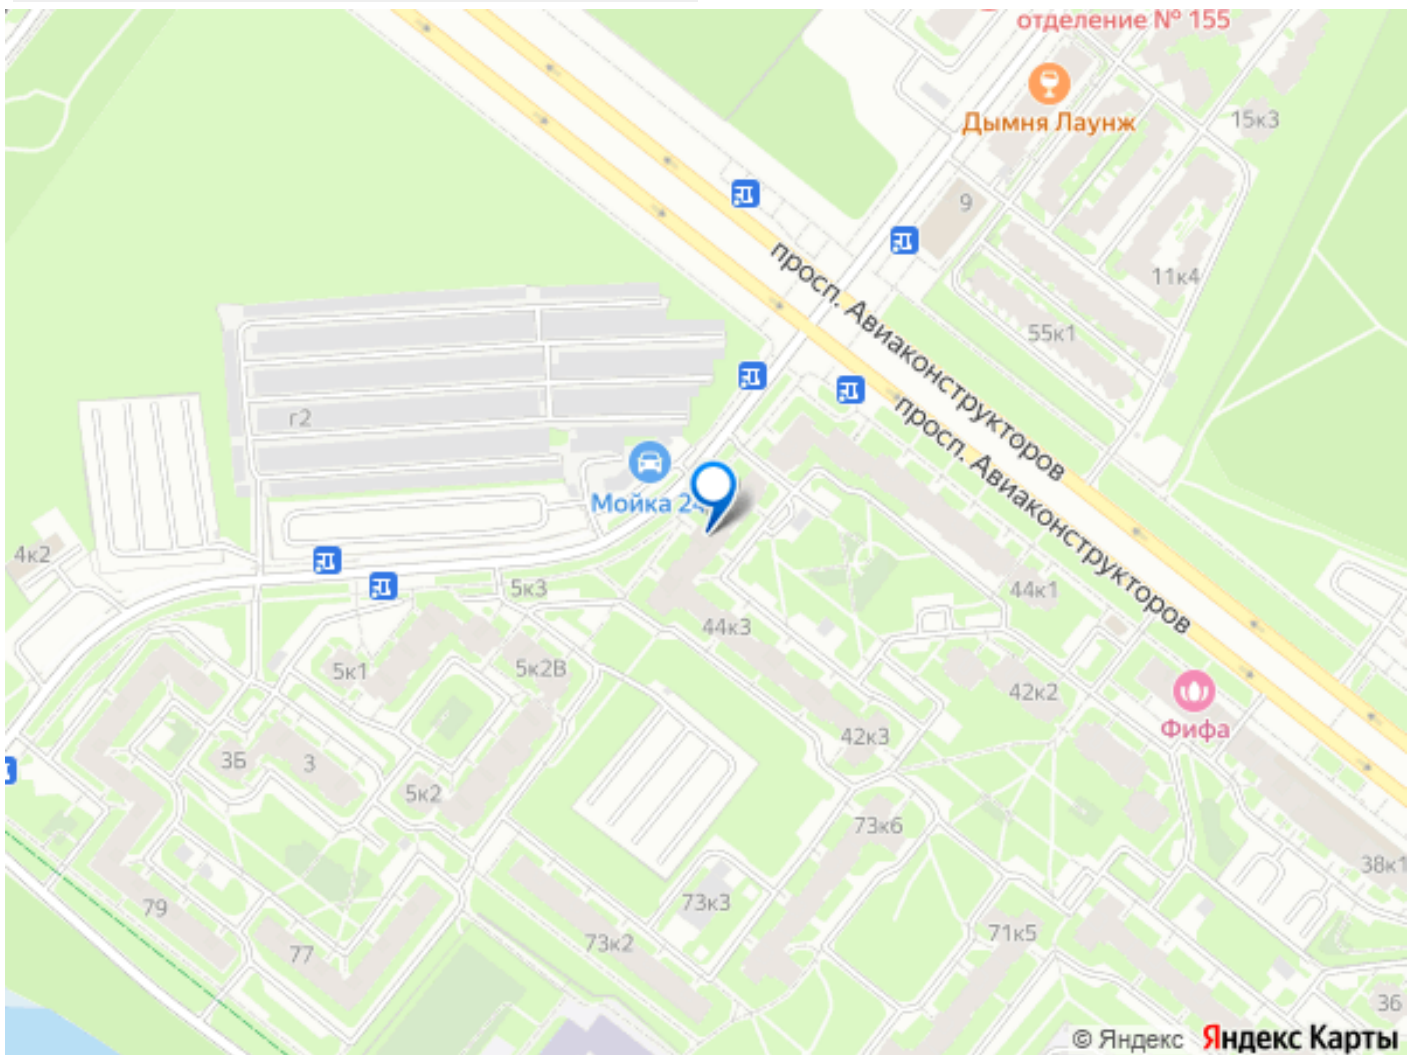 отделение № 155
Дымня Лаунж
15к3
9
11к4
55к1
просп. Авиаконструкторов
просп. Авиаконструкторов
г2
Мойка 24
4к2
5к3
44к1
44к3
5к1
5к2В
42к2
Фифа
42к3
3Б
3
5к2
73к6
38к1
79
73к3
77
73к2
71к5
36
© Яндекс Яндекс Карты